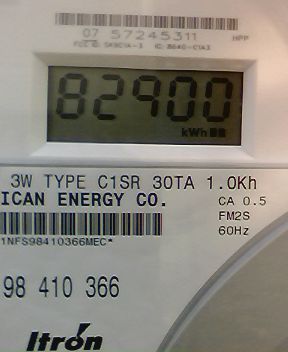 07 57245311 HPP
82900
kWh
3W TYPE C1SR 30TA 1.0Kh
ICAN ENERGY CO. CA 0.5
FM2S
60Hz
1NFS98410366MEC*
98 410 366
Itron